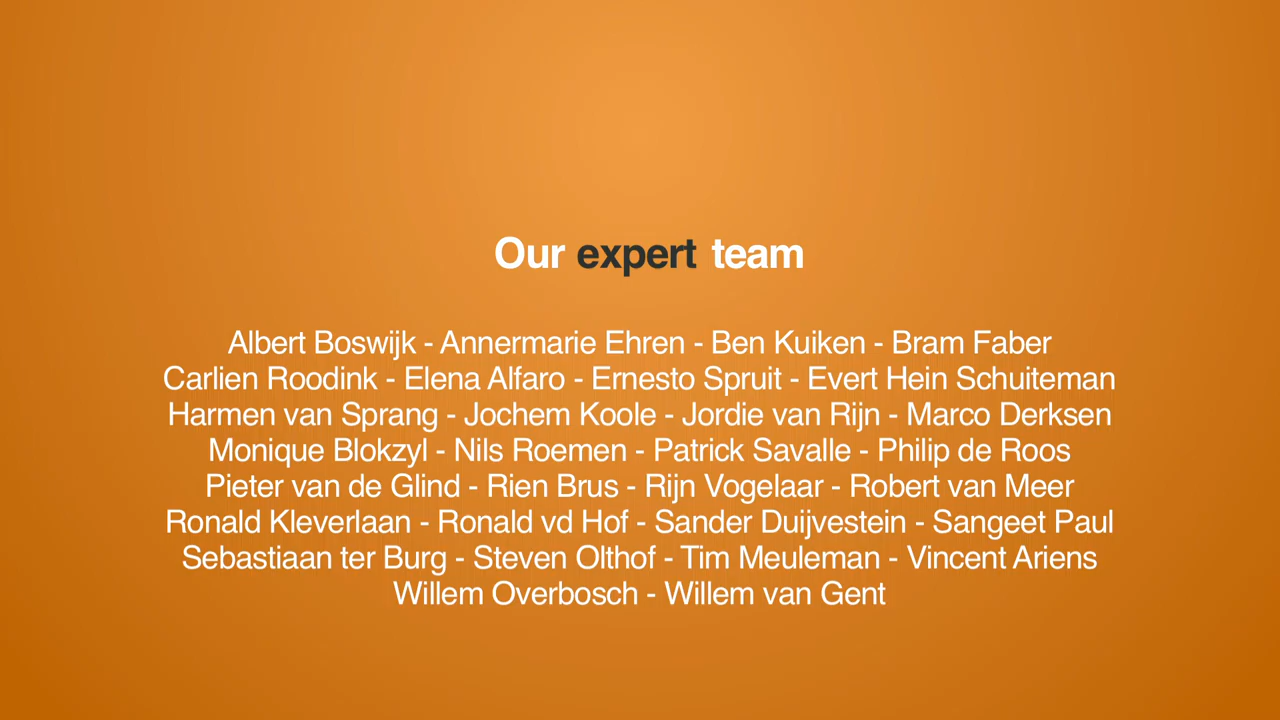 Our expert team
Albert Boswijk - Annermarie Ehren - Ben Kuiken - Bram Faber
Carlien Roodink - Elena Alfaro - Ernesto Spruit - Evert Hein Schuiteman
Harmen van Sprang - Jochem Koole - Jordie van Rijn - Marco Derksen
Monique Blokzyl - Nils Roemen - Patrick Savalle - Philip de Roos
Pieter van de Glind - Rien Brus - Rijn Vogelaar - Robert van Meer
Ronald Kleverlaan - Ronald vd Hof - Sander Duijvestein - Sangeet Paul
Sebastiaan ter Burg - Steven Olthof - Tim Meuleman - Vincent Ariens
Willem Overbosch - Willem van Gent